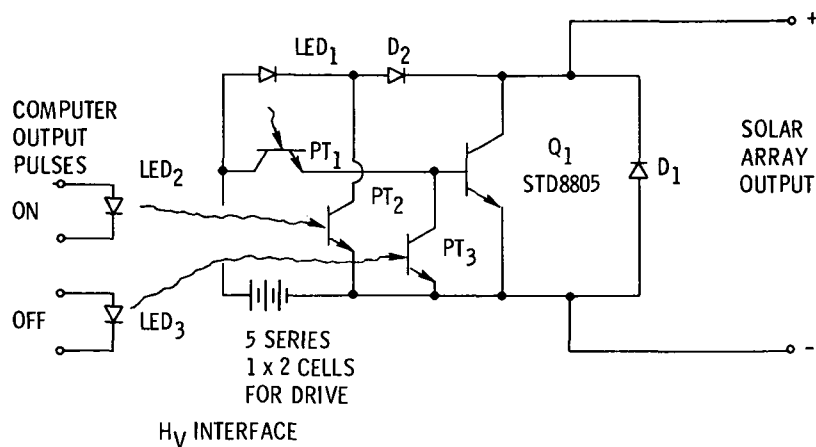 LED1
D2
COMPUTER
OUTPUT
PULSES
PT1
Q1
STD8805
D1
SOLAR
ARRAY
OUTPUT
+
LED2
ON
PT2
PT3
OFF
LED3
5 SERIES
1 x 2 CELLS
FOR DRIVE
-
HV INTERFACE